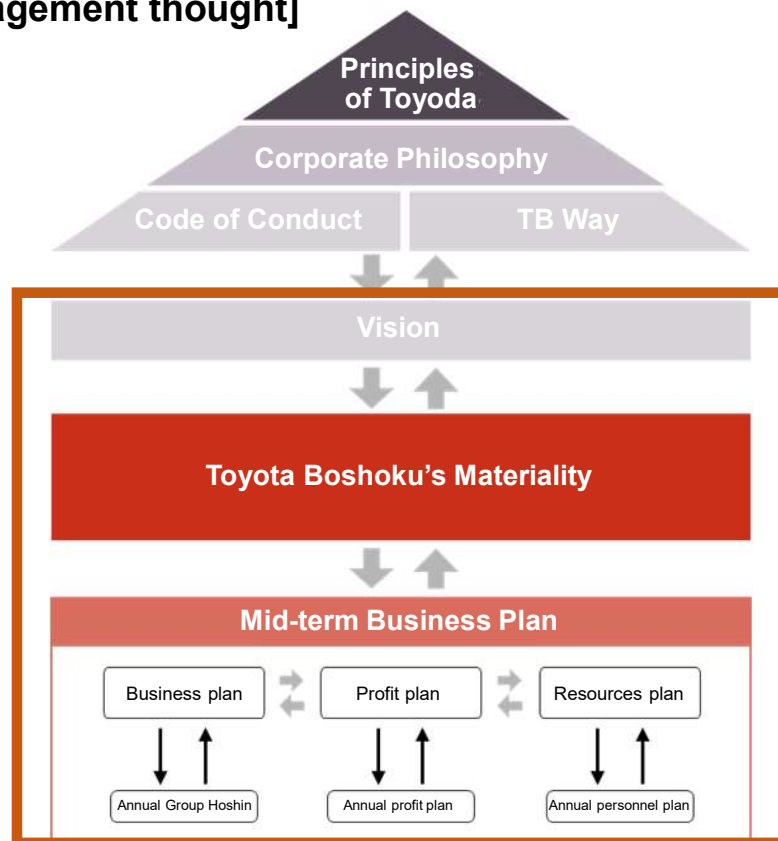 agement thought]
Principles
of Toyoda
Corporate Philosophy
Code of Conduct
TB Way
Vision
Toyota Boshoku’s Materiality
Mid-term Business Plan
Business plan
Profit plan
Resources plan
Annual Group Hoshin
Annual profit plan
Annual personnel plan